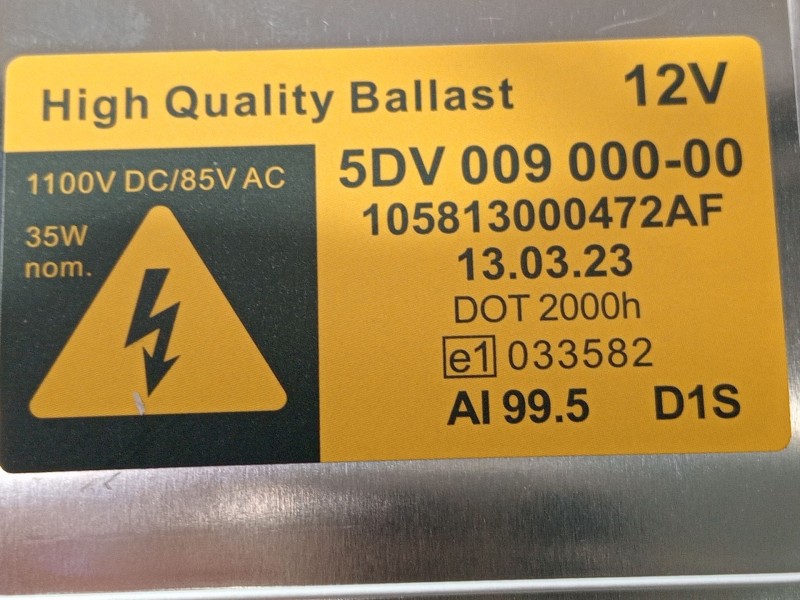 High Quality Ballast 12V
1100V DC/85V AC
35W
nom.
5DV 009 000-00
105813000472AF
13.03.23
DOT 2000h
e1 033582
Al 99.5 D1S